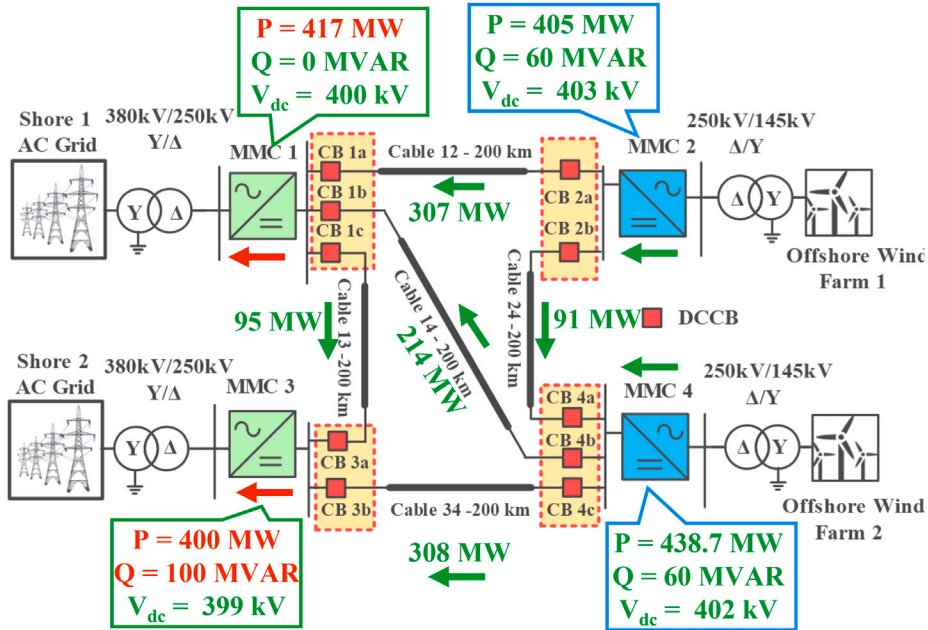 P = 417 MW
Q = 0 MVAR
Vdc = 400 kV
P = 405 MW
Q = 60 MVAR
Vdc = 403 kV
Shore 1
AC Grid
380kV/250kV
Y/Δ
MMC 1
CB 1a
CB 1b
CB 1c
Cable 12 - 200 km
307 MW
CB 2a
CB 2b
MMC 2
250kV/145kV
Δ/Y
Y
Δ
Δ
Y
Offshore Wind
Farm 1
95 MW
Cable 13 -200 km
Cable 14 - 200 km
214 MW
Cable 24 -200 km
91 MW
DCCB
Shore 2
AC Grid
380kV/250kV
Y/Δ
MMC 3
CB 3a
CB 3b
Cable 34 -200 km
308 MW
CB 4a
CB 4b
CB 4c
MMC 4
250kV/145kV
Δ/Y
Y
Δ
Δ
Y
Offshore Wind
Farm 2
P = 400 MW
Q = 100 MVAR
Vdc = 399 kV
P = 438.7 MW
Q = 60 MVAR
Vdc = 402 kV